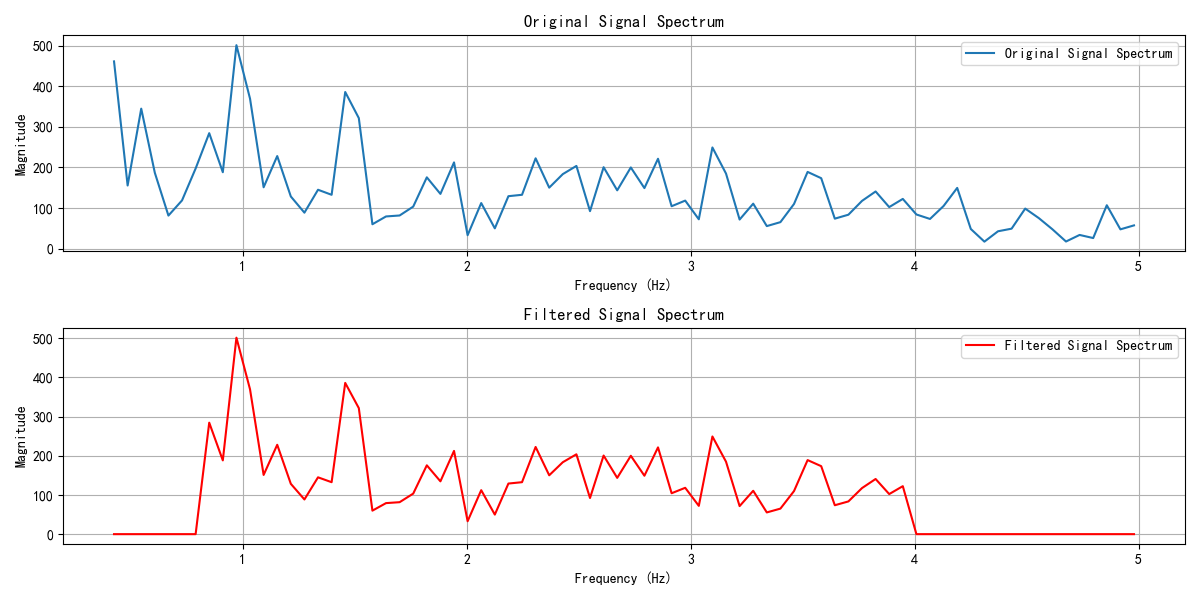 Original Signal Spectrum
Original Signal Spectrum
500
400
300
200
100
0
Magnitude
1 2 3 4 5
Frequency (Hz)
Filtered Signal Spectrum
Filtered Signal Spectrum
500
400
300
200
100
0
Magnitude
1 2 3 4 5
Frequency (Hz)